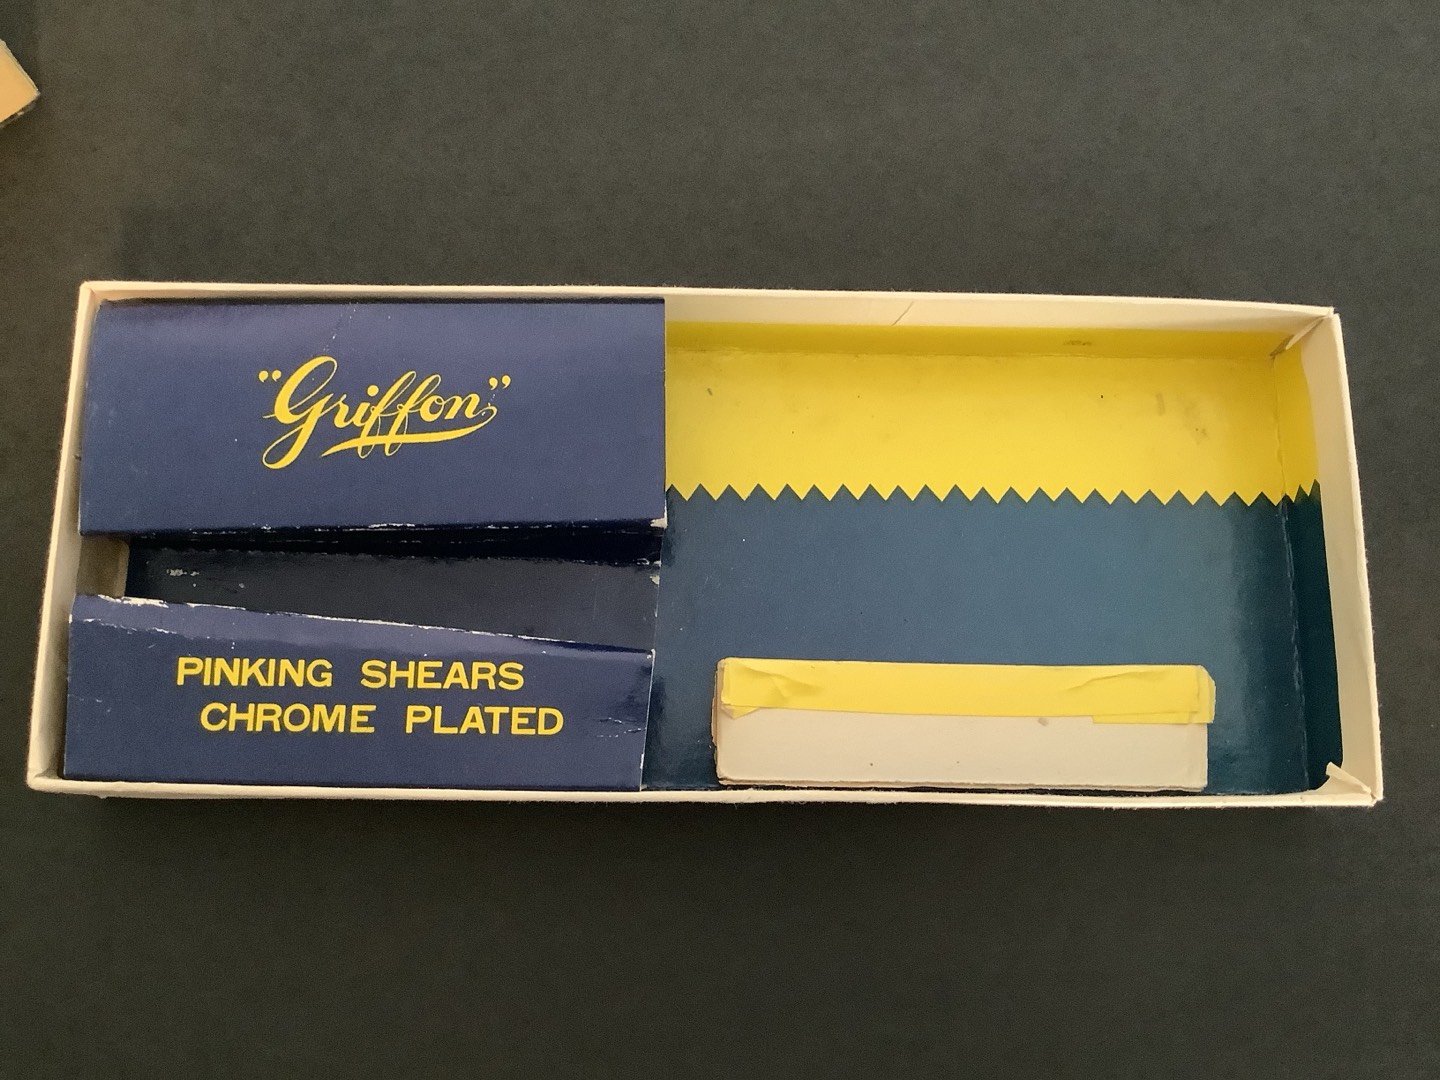 "Griffon"
PINKING SHEARS
CHROME PLATED